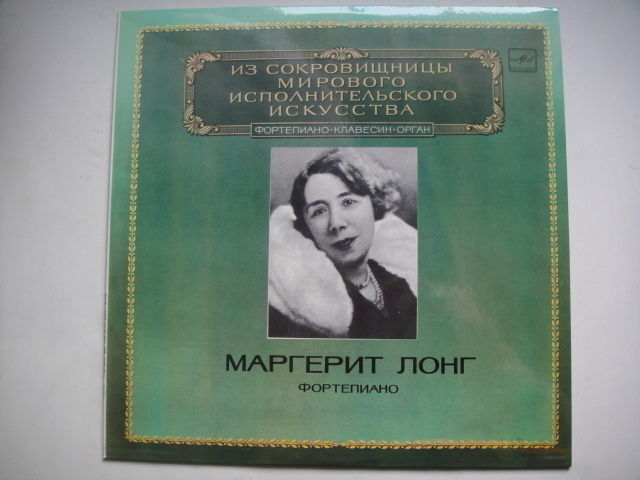 ИЗ СОКРОВИЩНИЦЫ
МИРОВОГО
ИСПОЛНИТЕЛЬСКОГО
ИСКУССТВА
ФОРТЕПИАНО·КЛАВЕСИН·ОРГАН
МАРГЕРИТ ЛОНГ
ФОРТЕПИАНО